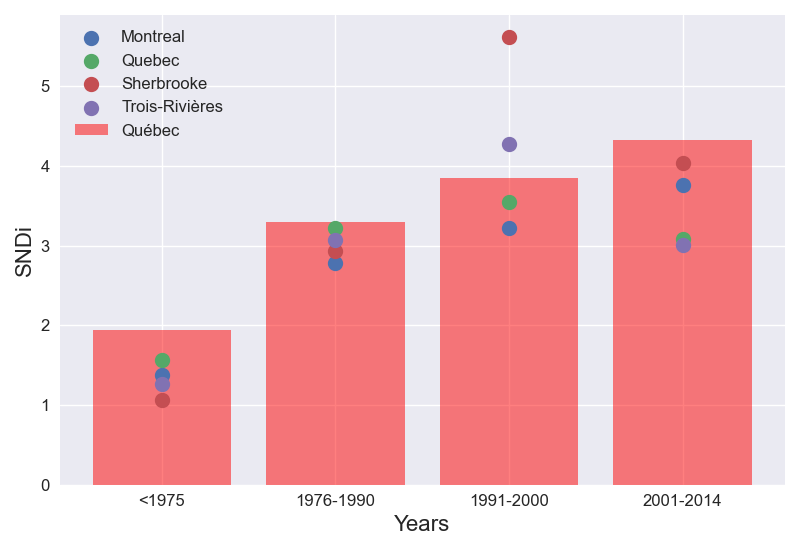 Montreal
Quebec
Sherbrooke
Trois-Rivières
Québec
SNDi
5
4
3
2
1
0
<1975 1976-1990 1991-2000 2001-2014
Years